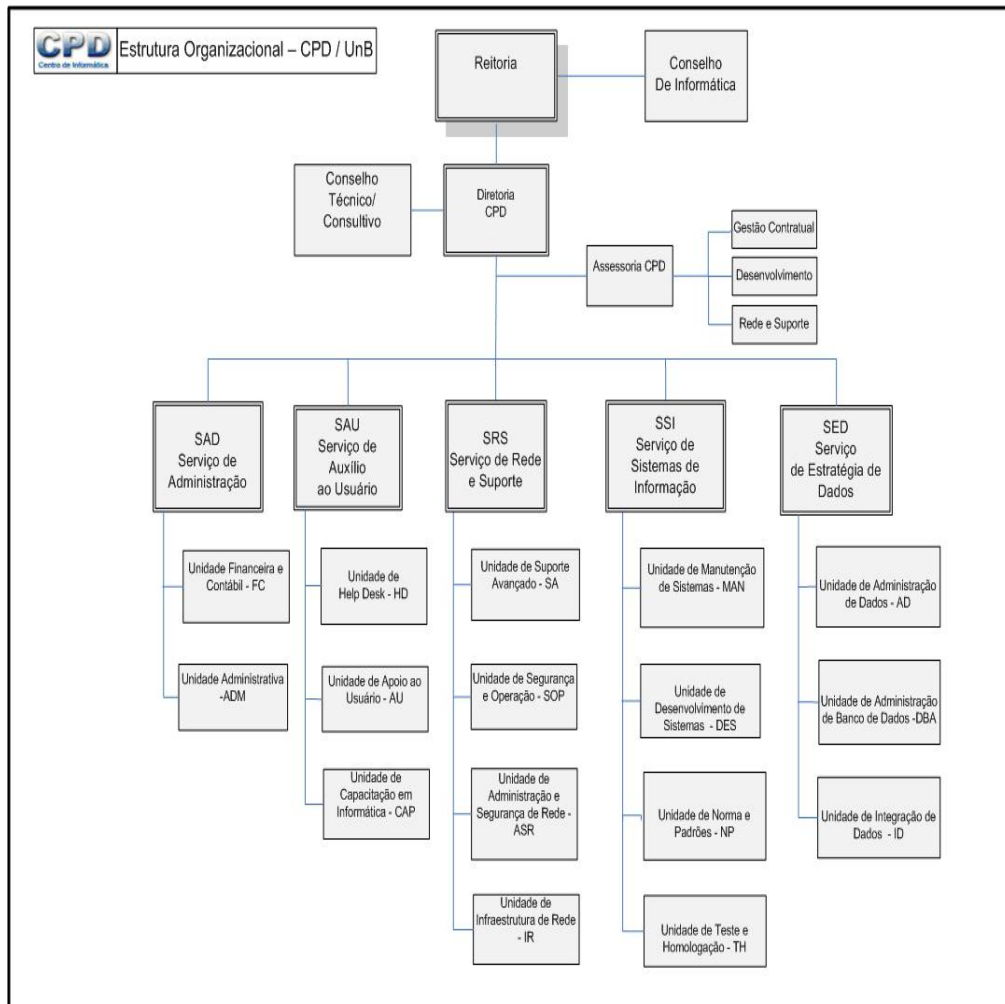 CPD
Centro de Informática
Estrutura Organizacional – CPD / UnB
Reitoria
Conselho
De Informática
Conselho
Técnico/
Consultivo
Diretoria
CPD
Assessoria CPD
Gestão Contratual
Desenvolvimento
Rede e Suporte
SAD
Serviço de
Administração
SAU
Serviço de
Auxílio
ao Usuário
SRS
Serviço de Rede
e Suporte
SSI
Serviço de
Sistemas de
Informação
SED
Serviço
de Estratégia de
Dados
Unidade Financeira e
Contábil - FC
Unidade Administrativa
-ADM
Unidade de
Help Desk - HD
Unidade de Apoio ao
Usuário - AU
Unidade de
Capacitação em
Informática - CAP
Unidade de Suporte
Avançado - SA
Unidade de Segurança
e Operação - SOP
Unidade de
Administração e
Segurança de Rede -
ASR
Unidade de
Infraestrutura de Rede
- IR
Unidade de Manutenção
de Sistemas - MAN
Unidade de
Desenvolvimento de
Sistemas - DES
Unidade de Norma e
Padrões - NP
Unidade de Teste e
Homologação - TH
Unidade de Administração
de Dados - AD
Unidade de Administração
de Banco de Dados -DBA
Unidade de Integração de
Dados - ID